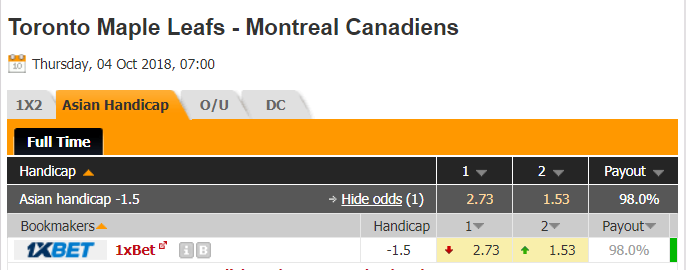 Toronto Maple Leafs - Montreal Canadiens
10 Thursday, 04 Oct 2018, 07:00
1X2 Asian Handicap O/U DC
Full Time
Handicap 1 2 Payout
Asian handicap -1.5 Hide odds (1) 2.73 1.53 98.0%
Bookmakers Handicap 1 2 Payout
1XBET 1xBet i B -1.5 2.73 1.53 98.0%